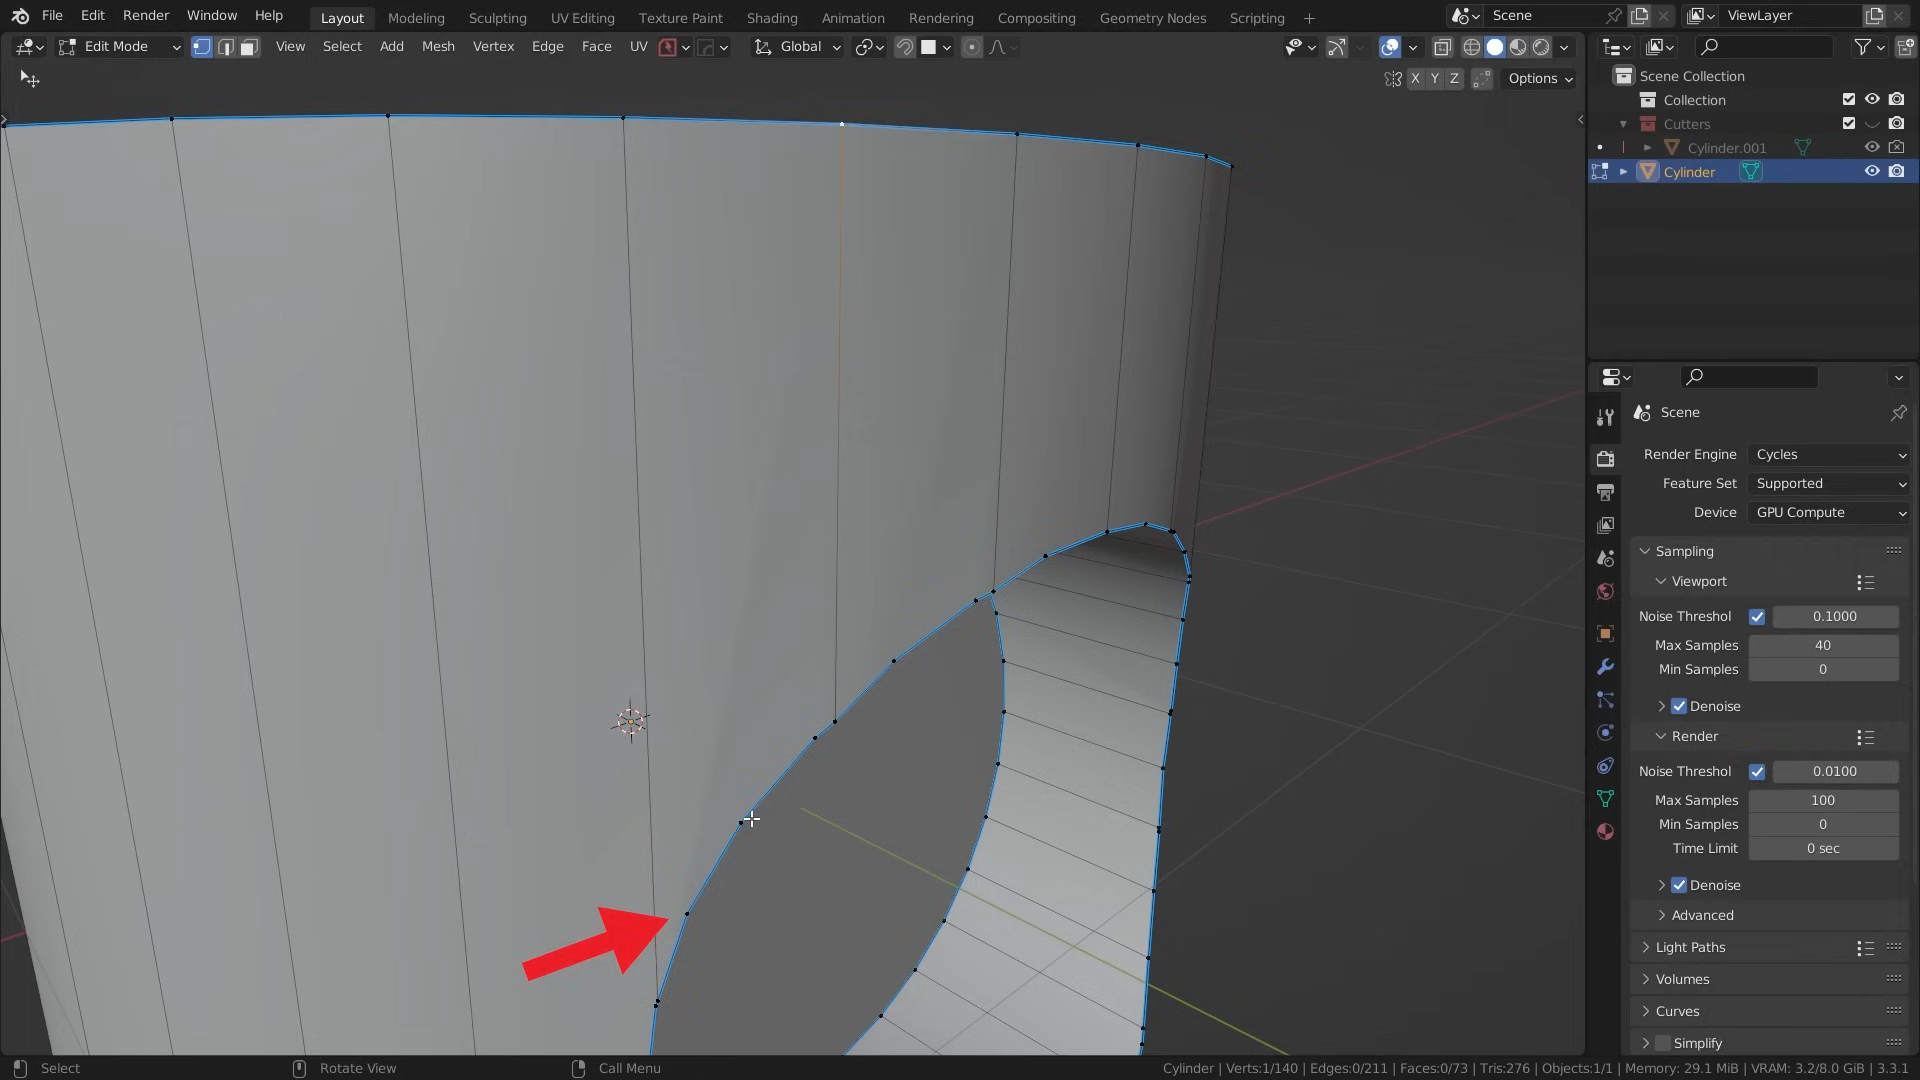 File Edit Render Window Help Layout Modeling Sculpting UV Editing Texture Paint Shading Animation Rendering Compositing Geometry Nodes Scripting + Scene ViewLayer
Edit Mode View Select Add Mesh Vertex Edge Face UV Global
X Y Z Options
Scene Collection
Collection
Cutters
Cylinder.001
Cylinder
Scene
Render Engine Cycles
Feature Set Supported
Device GPU Compute
Sampling
Viewport
Noise Threshol 0.1000
Max Samples 40
Min Samples 0
Denoise
Render
Noise Threshol 0.0100
Max Samples 100
Min Samples 0
Time Limit 0 sec
Denoise
Advanced
Light Paths
Volumes
Curves
Simplify
Select Rotate View Call Menu Cylinder | Verts:1/140 | Edges:0/211 | Faces:0/73 | Tris:276 | Objects:1/1 | Memory: 29.1 MiB | VRAM: 3.2/8.0 GiB | 3.3.1